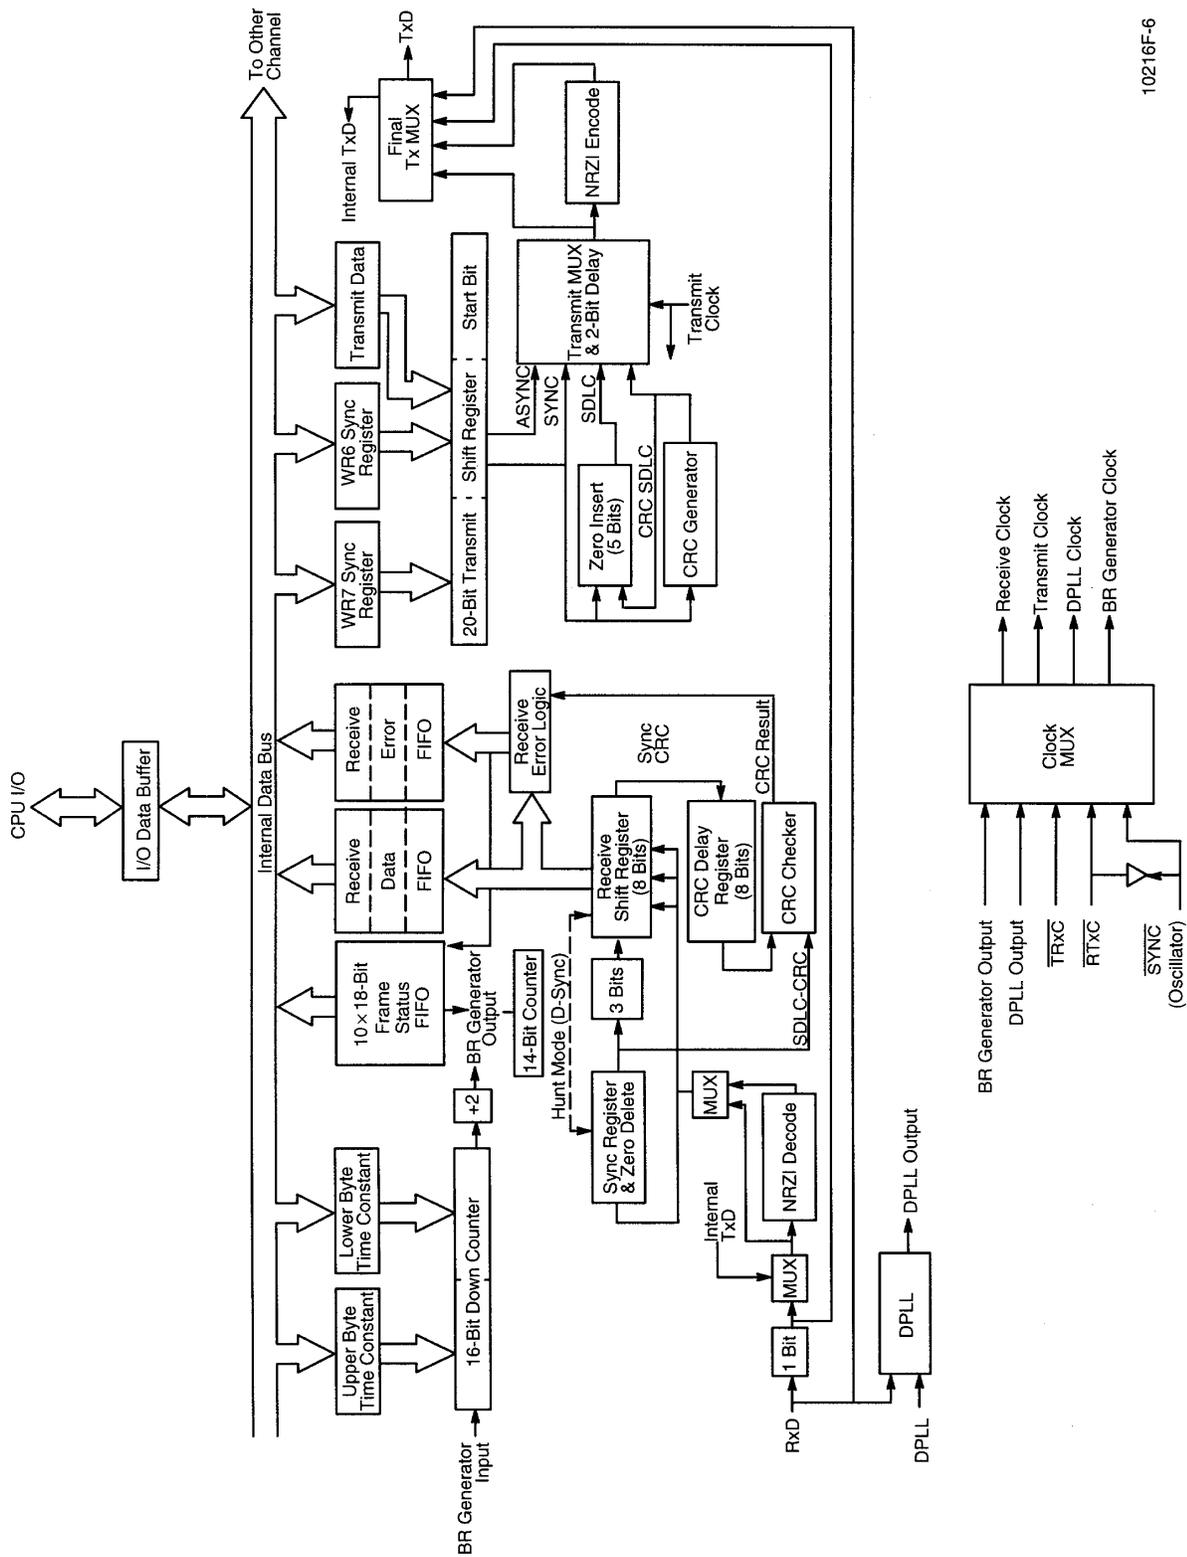 CPU I/O
I/O Data Buffer
Internal Data Bus
To Other
Channel
Upper Byte
Time Constant
Lower Byte
Time Constant
10 × 18-Bit
Frame
Status
FIFO
Receive
Data
FIFO
Receive
Error
FIFO
WR7 Sync
Register
WR6 Sync
Register
Transmit Data
Internal TxD
Final
Tx MUX
TxD
BR Generator
Input
16-Bit Down Counter
+2
BR Generator
Output
14-Bit Counter
Receive
Error Logic
20-Bit Transmit
Shift Register
Start Bit
ASYNC
SYNC
SDLC
Transmit MUX
& 2-Bit Delay
NRZI Encode
Hunt Mode (D-Sync)
Sync Register
& Zero Delete
3 Bits
Receive
Shift Register
(8 Bits)
Sync
CRC
Zero Insert
(5 Bits)
CRC SDLC
CRC Generator
Transmit
Clock
Internal
TxD
MUX
CRC Delay
Register
(8 Bits)
CRC Result
RxD
1 Bit
MUX
NRZI Decode
SDLC-CRC
CRC Checker
DPLL
DPLL
DPLL Output
BR Generator Output
DPLL Output
TRxC
RTxC
SYNC
(Oscillator)
Clock
MUX
Receive Clock
Transmit Clock
DPLL Clock
BR Generator Clock
10216F-6